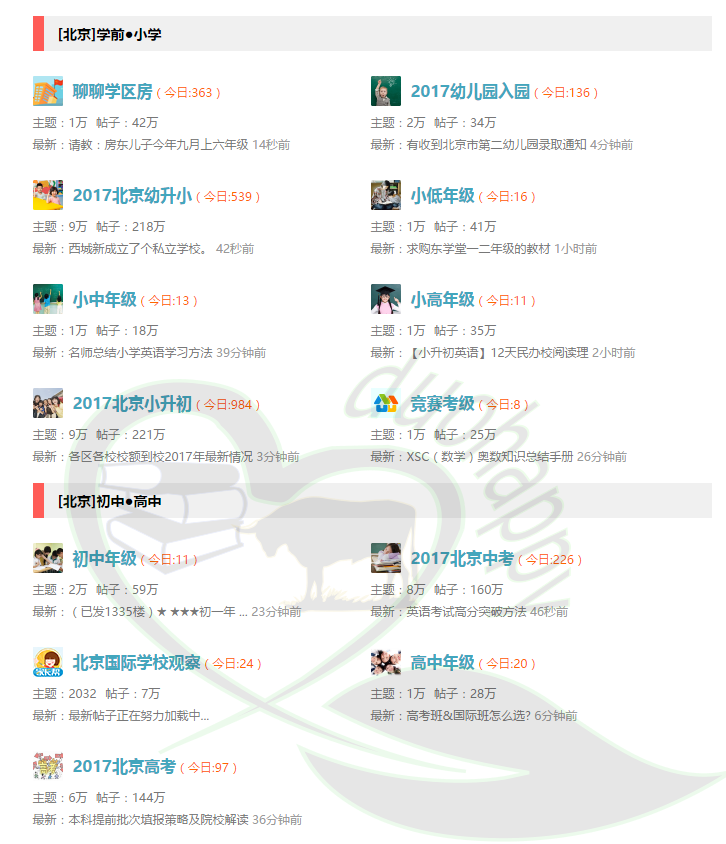 [北京]学前●小学
聊聊学区房 ( 今日:363 )
主题：1万 帖子：42万
最新：请教：房东儿子今年九月上六年级 14秒前
2017幼儿园入园 ( 今日:136 )
主题：2万 帖子：34万
最新：有收到北京市第二幼儿园录取通知 4分钟前
2017北京幼升小 ( 今日:539 )
主题：9万 帖子：218万
最新：西城新成立了个私立学校。 42秒前
小低年级 ( 今日:16 )
主题：1万 帖子：41万
最新：求购东学堂一二年级的教材 1小时前
小中年级 ( 今日:13 )
主题：1万 帖子：18万
最新：名师总结小学英语学习方法 39分钟前
小高年级 ( 今日:11 )
主题：1万 帖子：35万
最新：【小升初英语】12天民办校阅读理 2小时前
2017北京小升初 ( 今日:984 )
主题：9万 帖子：221万
最新：各区各校校额到校2017年最新情况 3分钟前
竞赛考级 ( 今日:8 )
主题：1万 帖子：25万
最新：XSC（数学）奥数知识总结手册 26分钟前
[北京]初中●高中
初中年级 ( 今日:11 )
主题：2万 帖子：59万
最新：（已发1335楼）★ ★★★初一年 ... 23分钟前
2017北京中考 ( 今日:226 )
主题：8万 帖子：160万
最新：英语考试高分突破方法 46秒前
北京国际学校观察 ( 今日:24 )
主题：2032 帖子：7万
最新：最新帖子正在努力加载中...
高中年级 ( 今日:20 )
主题：1万 帖子：28万
最新：高考班&国际班怎么选? 6分钟前
2017北京高考 ( 今日:97 )
主题：6万 帖子：144万
最新：本科提前批次填报策略及院校解读 36分钟前